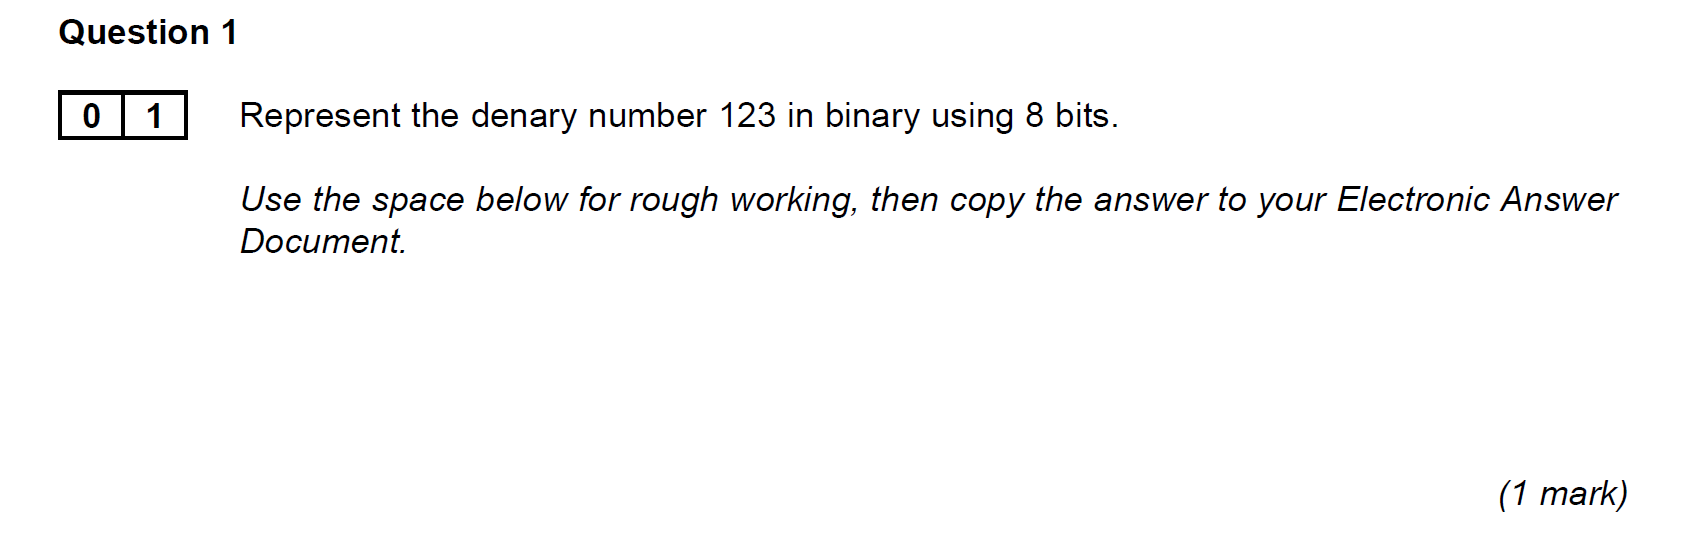 Question 1
0 1 Represent the denary number 123 in binary using 8 bits.
Use the space below for rough working, then copy the answer to your Electronic Answer
Document.
(1 mark)